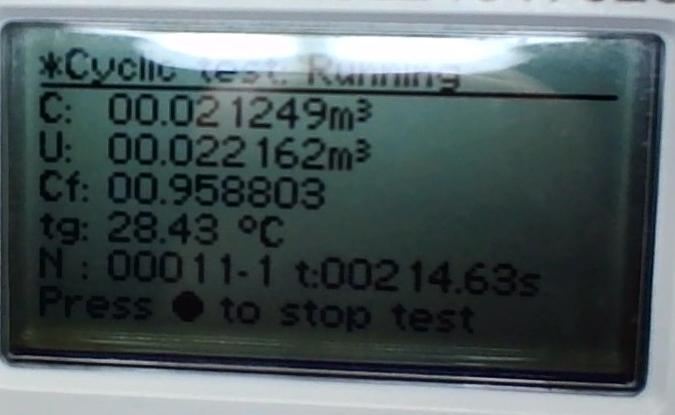 *Cyclic test: Running
C: 00.021249m³
U: 00.022162m³
Cf: 00.958803
tg: 28.43 °C
N : 00011-1 t:00214.63s
Press ● to stop test